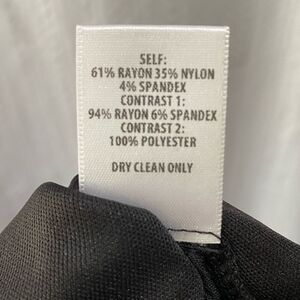 SELF:
61% RAYON 35% NYLON
4% SPANDEX
CONTRAST 1:
94% RAYON 6% SPANDEX
CONTRAST 2:
100% POLYESTER
DRY CLEAN ONLY